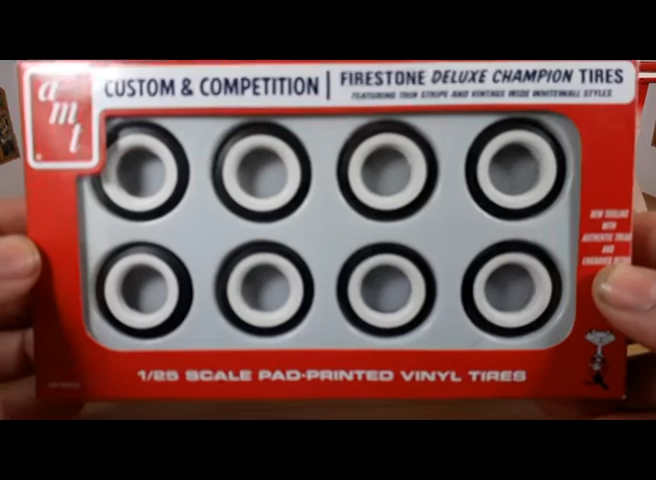 amt
CUSTOM & COMPETITION
FIRESTONE DELUXE CHAMPION TIRES
FEATURING THIN STRIPE AND VINTAGE WIDE WHITEWALL STYLES
NEW TOOLING
WITH
AUTHENTIC TREAD
AND
ENHANCED DETAIL
1/25 SCALE PAD-PRINTED VINYL TIRES